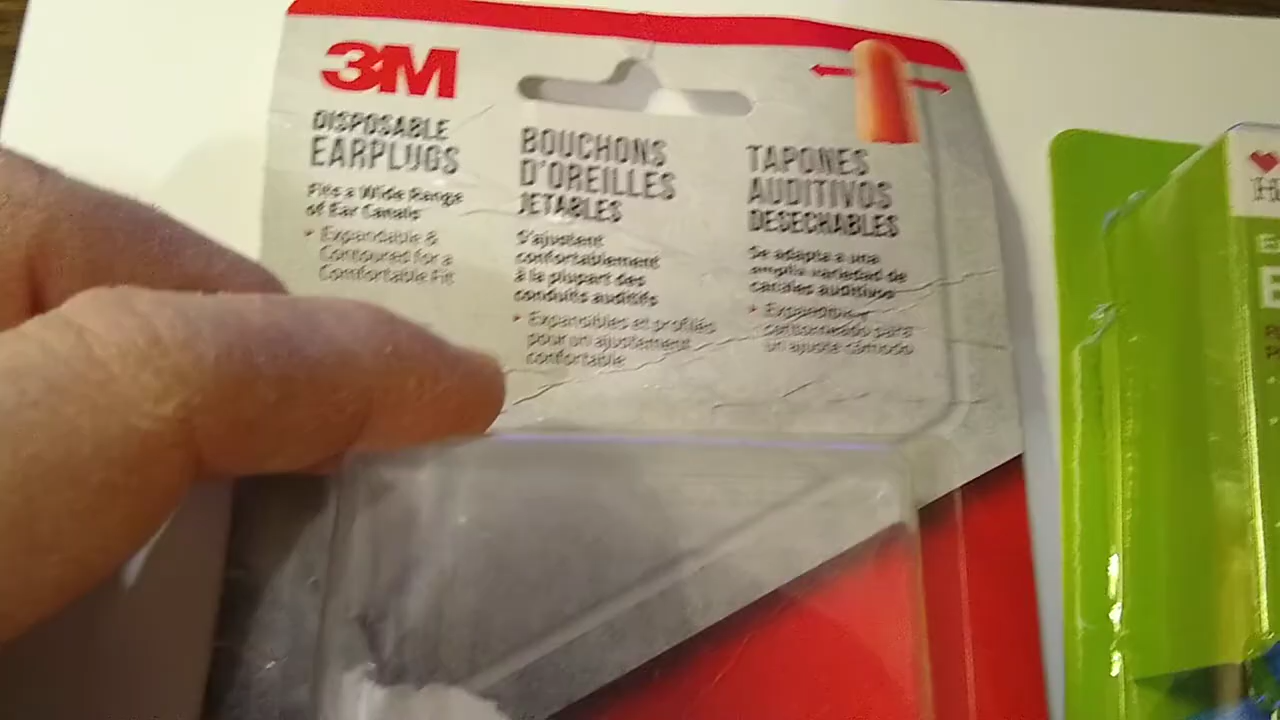 3M
DISPOSABLE
EARPLUGS
Fits a Wide Range
of Ear Canals
Expandable &
Contoured for a
Comfortable Fit
BOUCHONS
D'OREILLES
JETABLES
S'ajustent
confortablement
à la plupart des
conduits auditifs
Expansibles et profilés
pour un ajustement
confortable
TAPONES
AUDITIVOS
DESECHABLES
Se adapta a una
amplia variedad de
canales auditivos
contorneado para
un ajuste cómodo